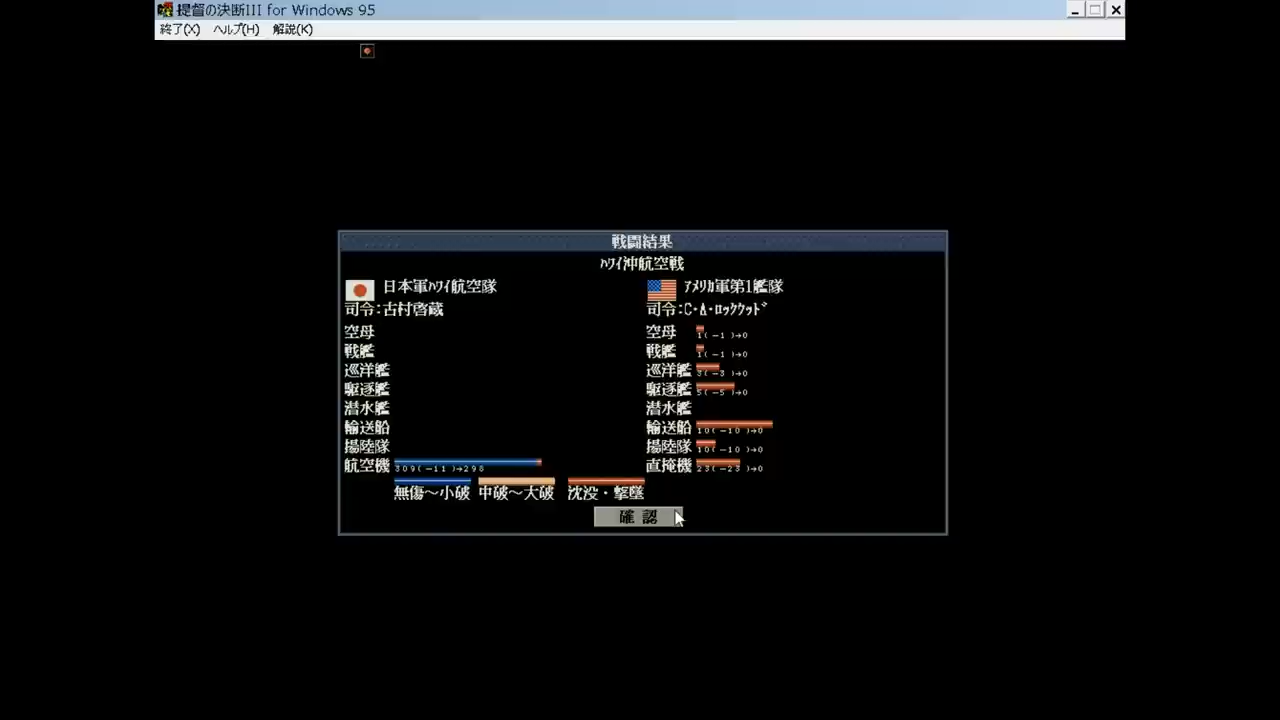 提督の決断III for Windows 95
終了(X) ヘルプ(H) 解説(K)
戦闘結果
ﾊﾜｲ沖航空戦
日本軍ﾊﾜｲ航空隊
司令:古村啓蔵
空母
戦艦
巡洋艦
駆逐艦
潜水艦
輸送船
揚陸隊
航空機 309(-11)→298
アメリカ軍第1艦隊
司令:C・A・ﾛｯｸｳｯﾄﾞ
空母 1(-1)→0
戦艦 1(-1)→0
巡洋艦 3(-3)→0
駆逐艦 5(-5)→0
潜水艦
輸送船 10(-10)→0
揚陸隊 10(-10)→0
直掩機 23(-23)→0
無傷～小破 中破～大破 沈没・撃墜
確認